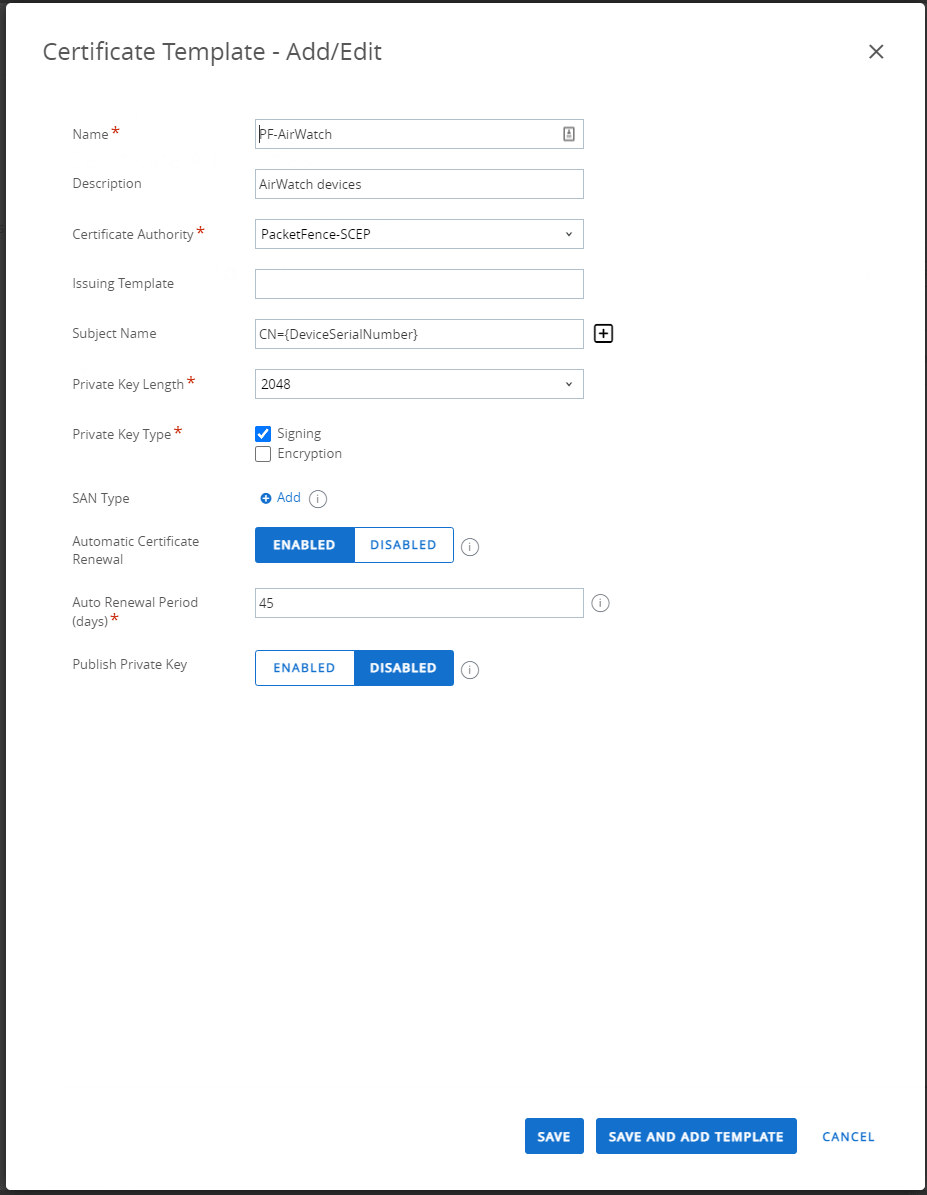 Certificate Template - Add/Edit
Name *
PF-AirWatch
Description
AirWatch devices
Certificate Authority *
PacketFence-SCEP
Issuing Template
Subject Name
CN={DeviceSerialNumber}
Private Key Length *
2048
Private Key Type *
Signing
Encryption
SAN Type
Add
Automatic Certificate
Renewal
ENABLED DISABLED
Auto Renewal Period
(days) *
45
Publish Private Key
ENABLED DISABLED
SAVE SAVE AND ADD TEMPLATE CANCEL